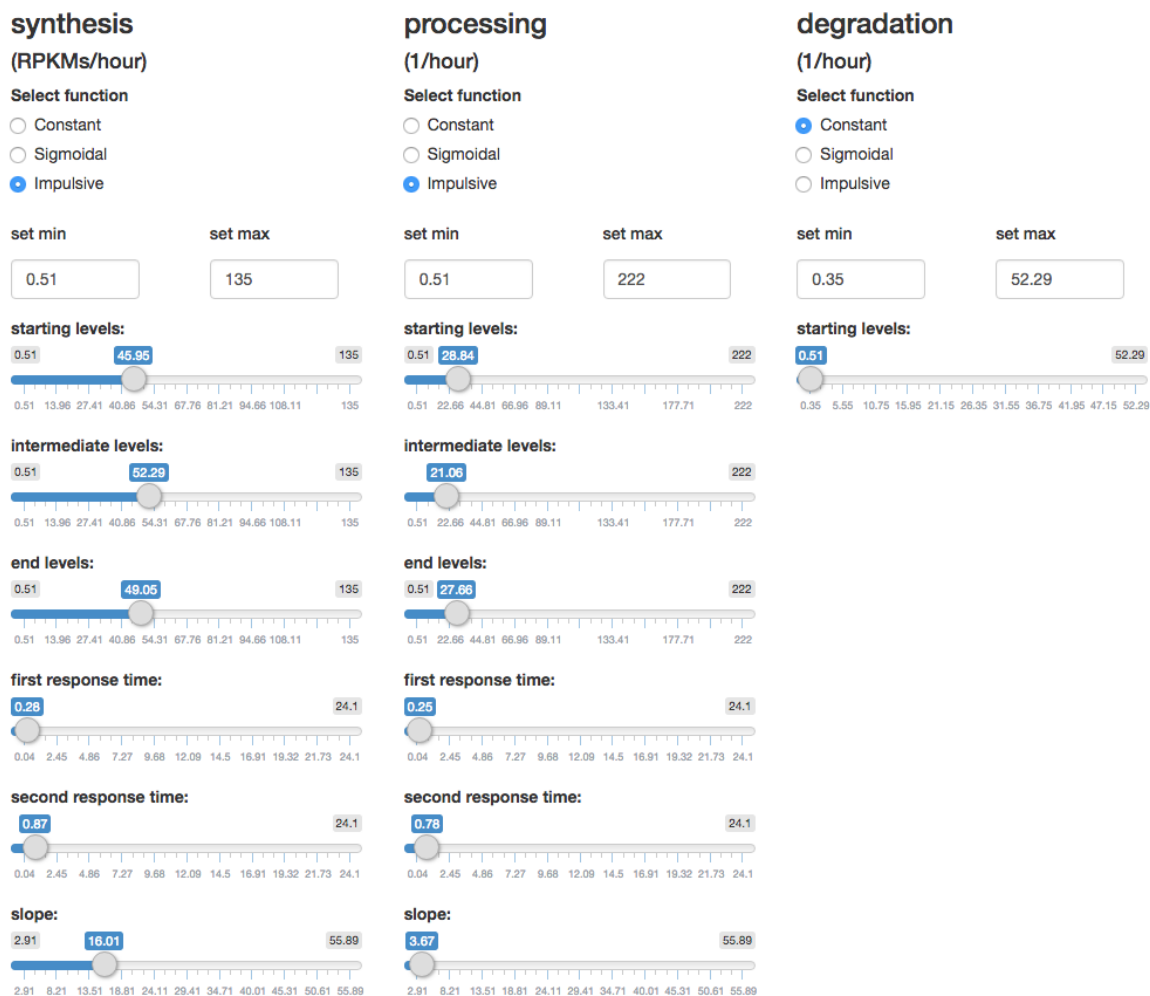 synthesis
(RPKMs/hour)
Select function
Constant
Sigmoidal
Impulsive
set min set max
0.51 135
starting levels:
0.51 45.95 135
0.51 13.96 27.41 40.86 54.31 67.76 81.21 94.66 108.11 135
intermediate levels:
0.51 52.29 135
0.51 13.96 27.41 40.86 54.31 67.76 81.21 94.66 108.11 135
end levels:
0.51 49.05 135
0.51 13.96 27.41 40.86 54.31 67.76 81.21 94.66 108.11 135
first response time:
0.28 24.1
0.04 2.45 4.86 7.27 9.68 12.09 14.5 16.91 19.32 21.73 24.1
second response time:
0.87 24.1
0.04 2.45 4.86 7.27 9.68 12.09 14.5 16.91 19.32 21.73 24.1
slope:
2.91 16.01 55.89
2.91 8.21 13.51 18.81 24.11 29.41 34.71 40.01 45.31 50.61 55.89
processing
(1/hour)
Select function
Constant
Sigmoidal
Impulsive
set min set max
0.51 222
starting levels:
0.51 28.84 222
0.51 22.66 44.81 66.96 89.11 133.41 177.71 222
intermediate levels:
21.06 222
0.51 22.66 44.81 66.96 89.11 133.41 177.71 222
end levels:
0.51 27.66 222
0.51 22.66 44.81 66.96 89.11 133.41 177.71 222
first response time:
0.25 24.1
0.04 2.45 4.86 7.27 9.68 12.09 14.5 16.91 19.32 21.73 24.1
second response time:
0.78 24.1
0.04 2.45 4.86 7.27 9.68 12.09 14.5 16.91 19.32 21.73 24.1
slope:
3.67 55.89
2.91 8.21 13.51 18.81 24.11 29.41 34.71 40.01 45.31 50.61 55.89
degradation
(1/hour)
Select function
Constant
Sigmoidal
Impulsive
set min set max
0.35 52.29
starting levels:
0.51 52.29
0.35 5.55 10.75 15.95 21.15 26.35 31.55 36.75 41.95 47.15 52.29